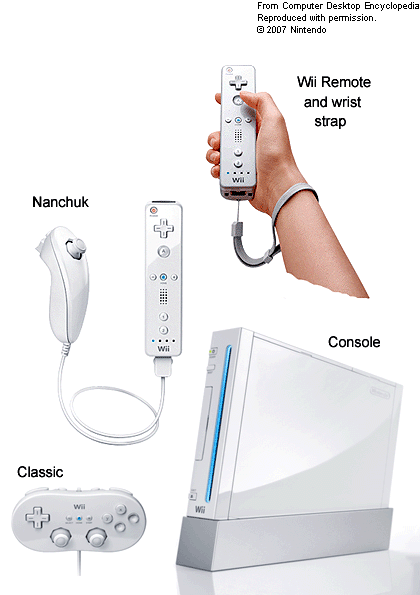 From Computer Desktop Encyclopedia
Reproduced with permission.
© 2007 Nintendo
Wii Remote
and wrist
strap
Wii
Nanchuk
Wii
Console
Nintendo
Wii
Classic
Wii